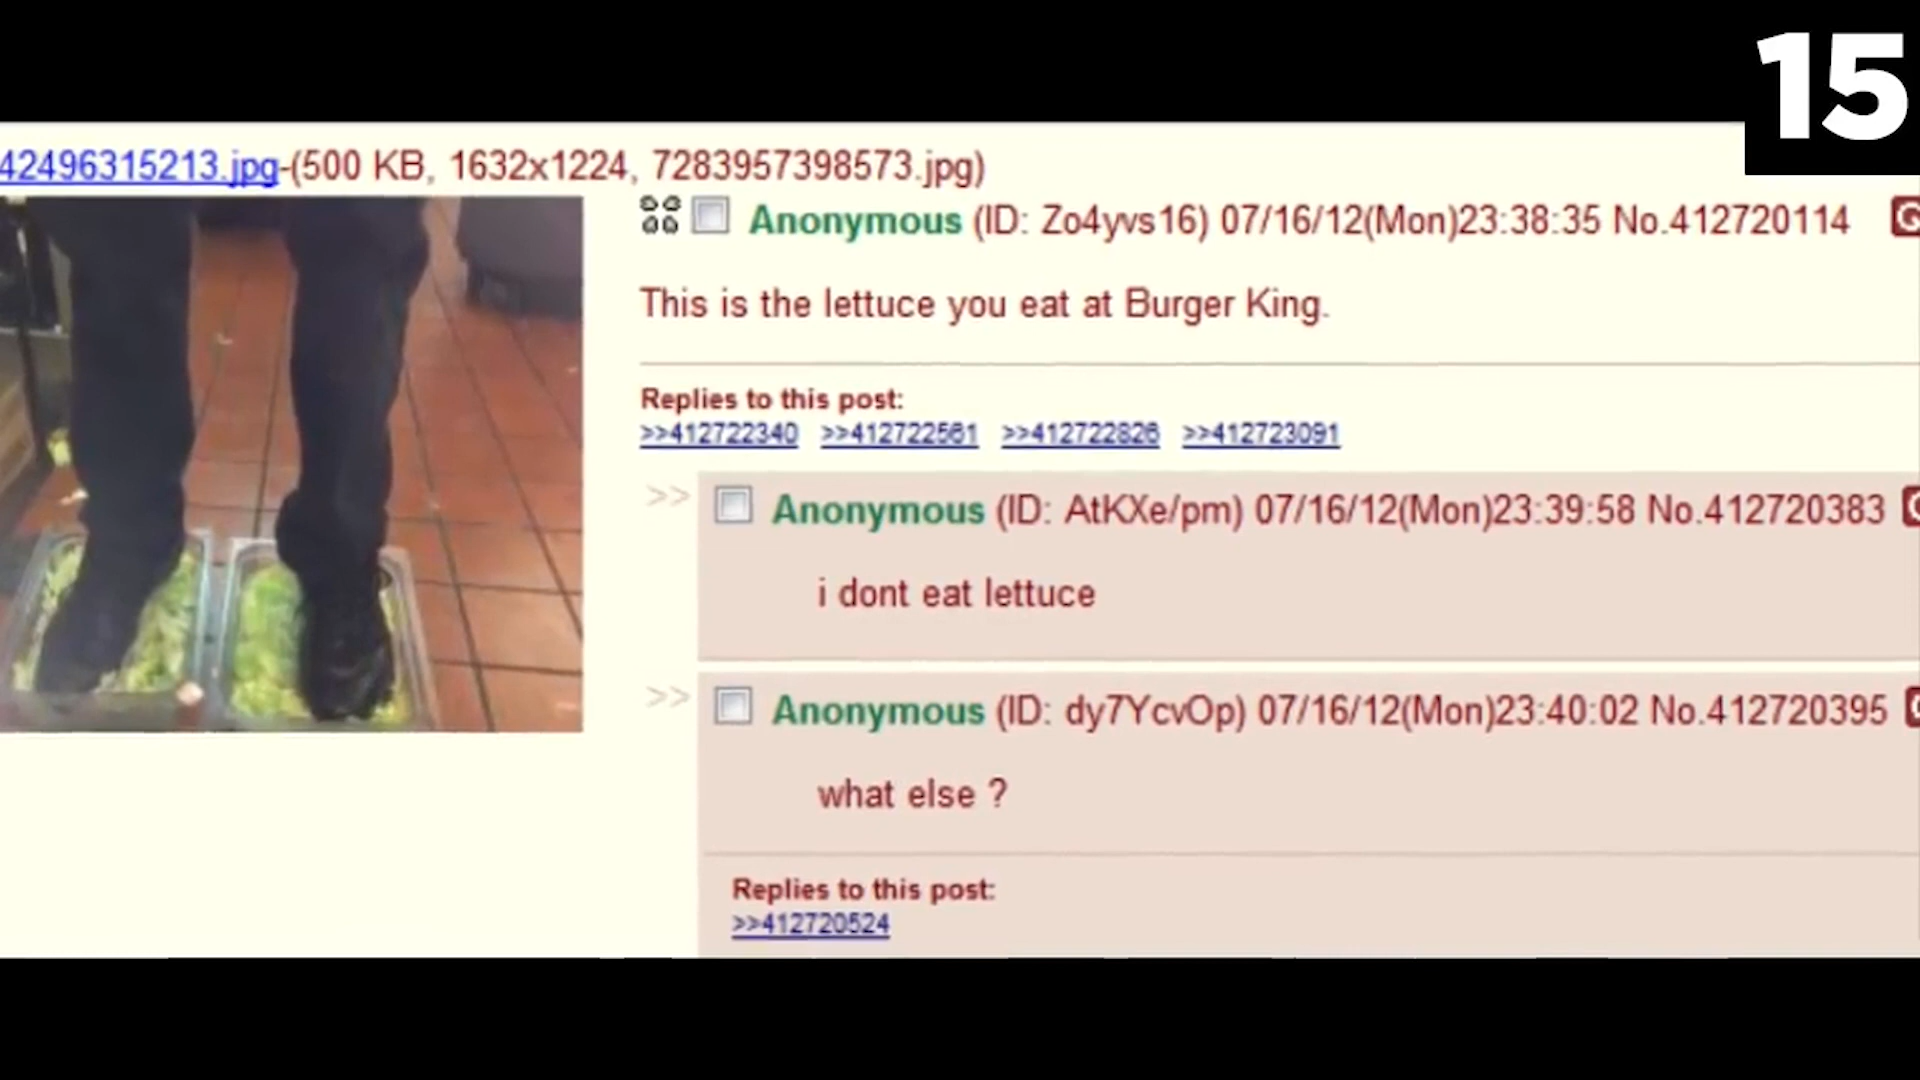 15
42496315213.jpg-(500 KB, 1632x1224, 7283957398573.jpg)
Anonymous (ID: Zo4yvs16) 07/16/12(Mon)23:38:35 No.412720114
This is the lettuce you eat at Burger King.
Replies to this post:
>>412722340 >>412722561 >>412722826 >>412723091
>> Anonymous (ID: AtKXe/pm) 07/16/12(Mon)23:39:58 No.412720383
i dont eat lettuce
>> Anonymous (ID: dy7YcvOp) 07/16/12(Mon)23:40:02 No.412720395
what else ?
Replies to this post:
>>412720524